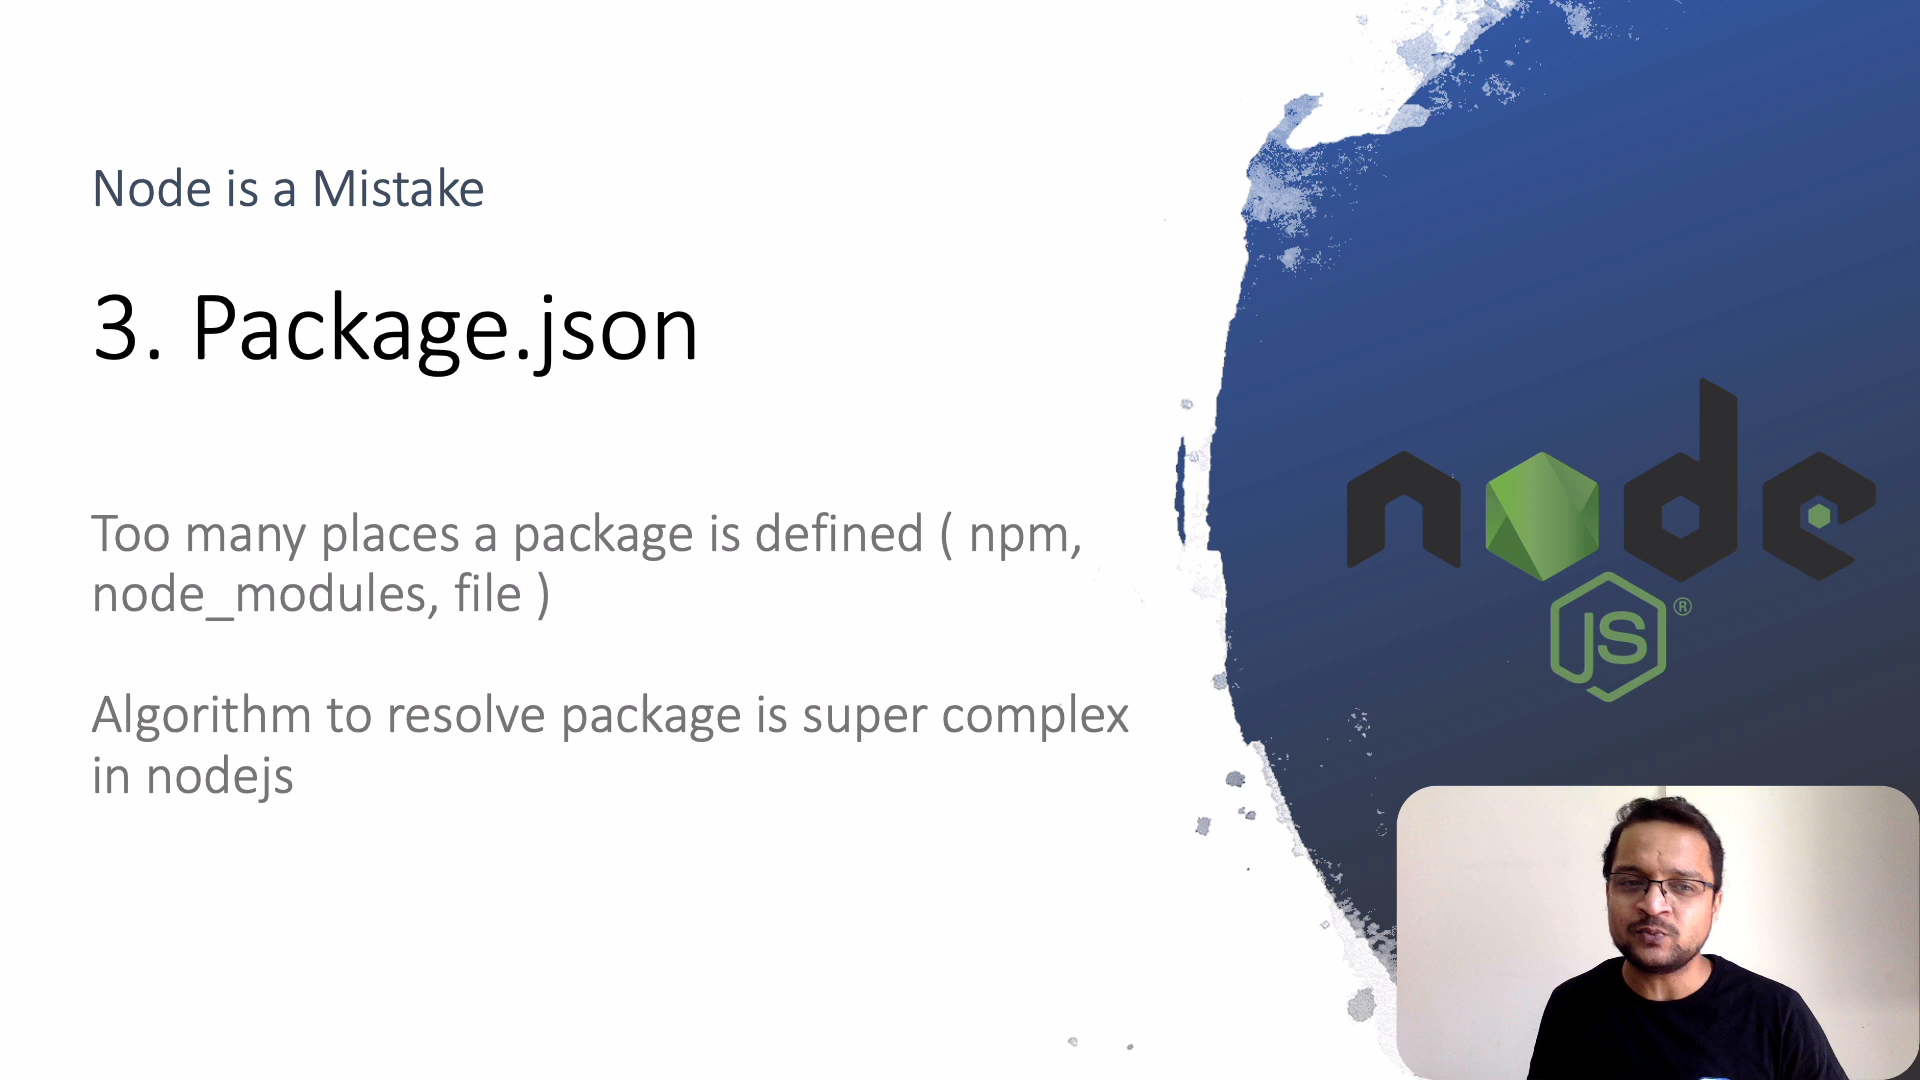 Node is a Mistake
3. Package.json
Too many places a package is defined ( npm,
node_modules, file )
Algorithm to resolve package is super complex
in nodejs
node
JS®